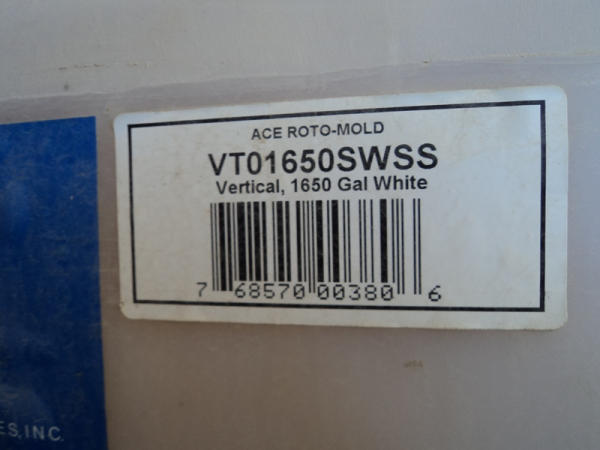 ACE ROTO-MOLD
VT01650SWSS
Vertical, 1650 Gal White
7 68570 00380 6
ES, INC.